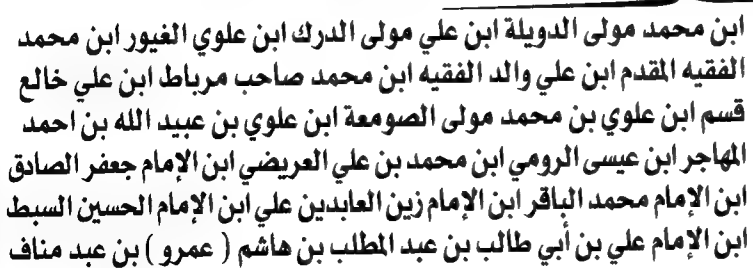 ابن محمد مولى الدويلة ابن علي مولى الدرك ابن علوي الغيور ابن محمد
الفقيه المقدم ابن علي والد الفقيه ابن محمد صاحب مرباط ابن علي خالع
قسم ابن علوي بن محمد مولى الصومعة ابن علوي بن عبيد الله بن احمد
المهاجر ابن عيسى الرومي ابن محمد بن علي العريضي ابن الإمام جعفر الصادق
ابن الإمام محمد الباقر ابن الإمام زين العابدين علي ابن الإمام الحسين السبط
ابن الإمام علي بن أبي طالب بن عبد المطلب بن هاشم ( عمرو ) بن عبد مناف